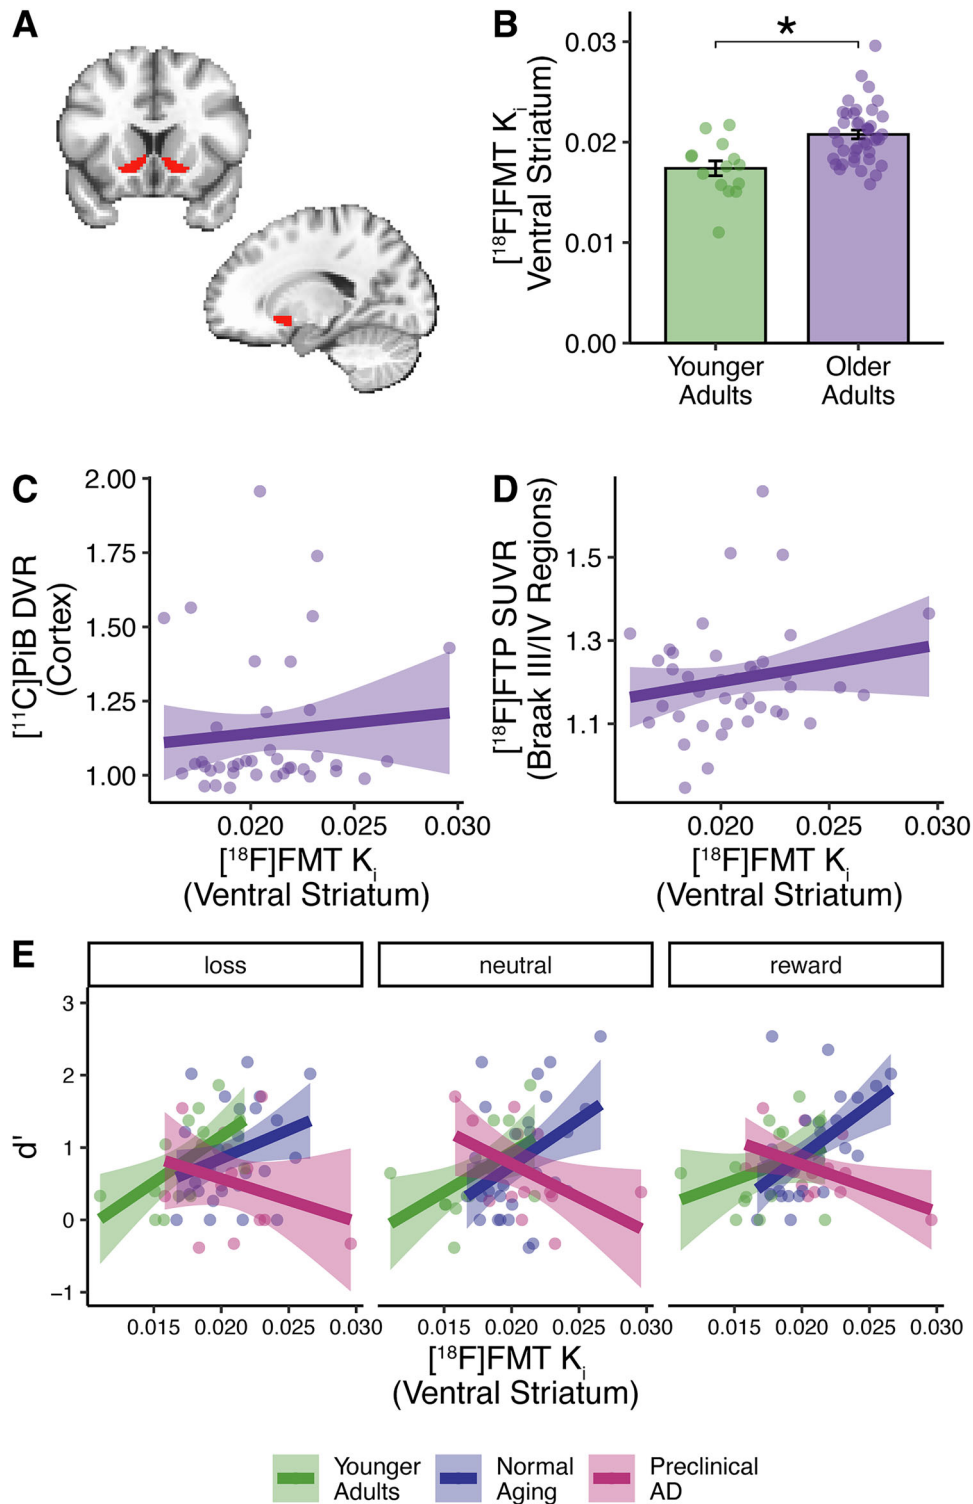 A
B
[18F]FMT Ki
Ventral Striatum
0.03
0.02
0.01
0.00
*
Younger
Adults
Older
Adults
C
[11C]PiB DVR
(Cortex)
2.00
1.75
1.50
1.25
1.00
0.020
0.025
0.030
[18F]FMT Ki
(Ventral Striatum)
D
[18F]FTP SUVR
(Braak III/IV Regions)
1.5
1.3
1.1
0.020
0.025
0.030
[18F]FMT Ki
(Ventral Striatum)
E
loss
neutral
reward
d'
3
2
1
0
−1
0.015 0.020 0.025 0.030
0.015 0.020 0.025 0.030
0.015 0.020 0.025 0.030
[18F]FMT Ki
(Ventral Striatum)
Younger
Adults
Normal
Aging
Preclinical
AD